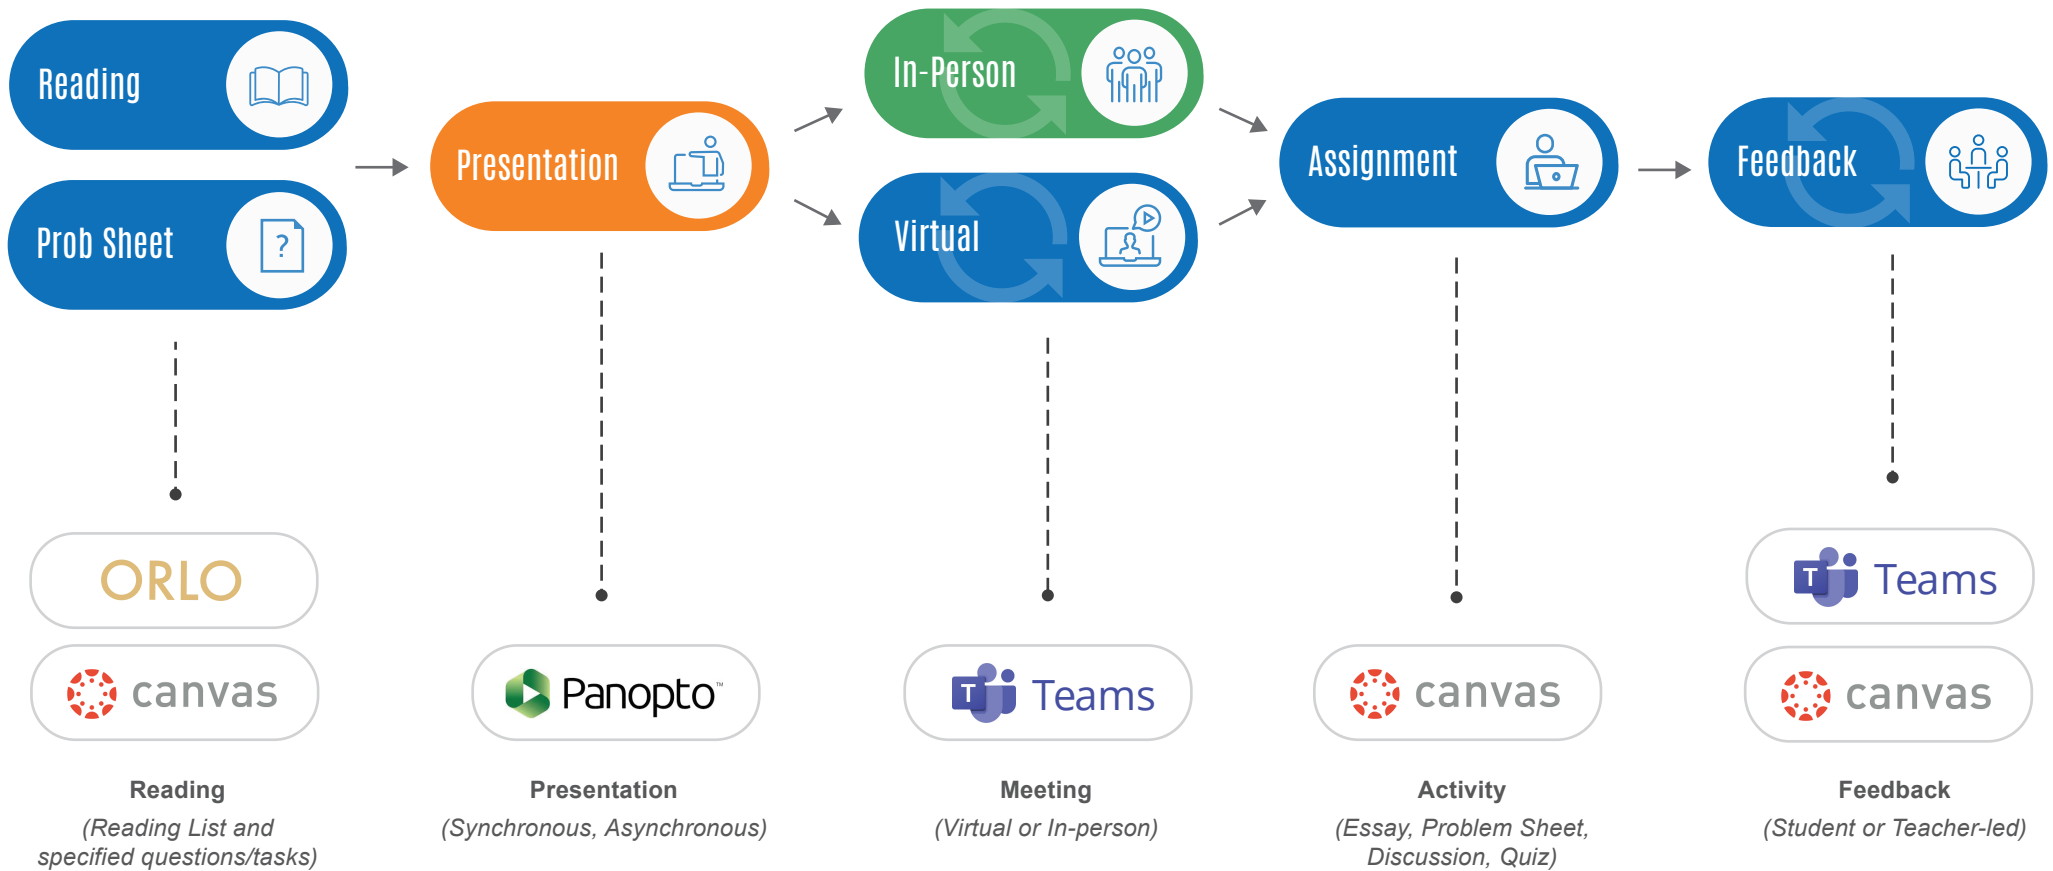 Reading
Prob Sheet
?
Presentation
In-Person
Virtual
Assignment
Feedback
ORLO
canvas
Panopto™
T Teams
canvas
T Teams
canvas
Reading
(Reading List and
specified questions/tasks)
Presentation
(Synchronous, Asynchronous)
Meeting
(Virtual or In-person)
Activity
(Essay, Problem Sheet,
Discussion, Quiz)
Feedback
(Student or Teacher-led)